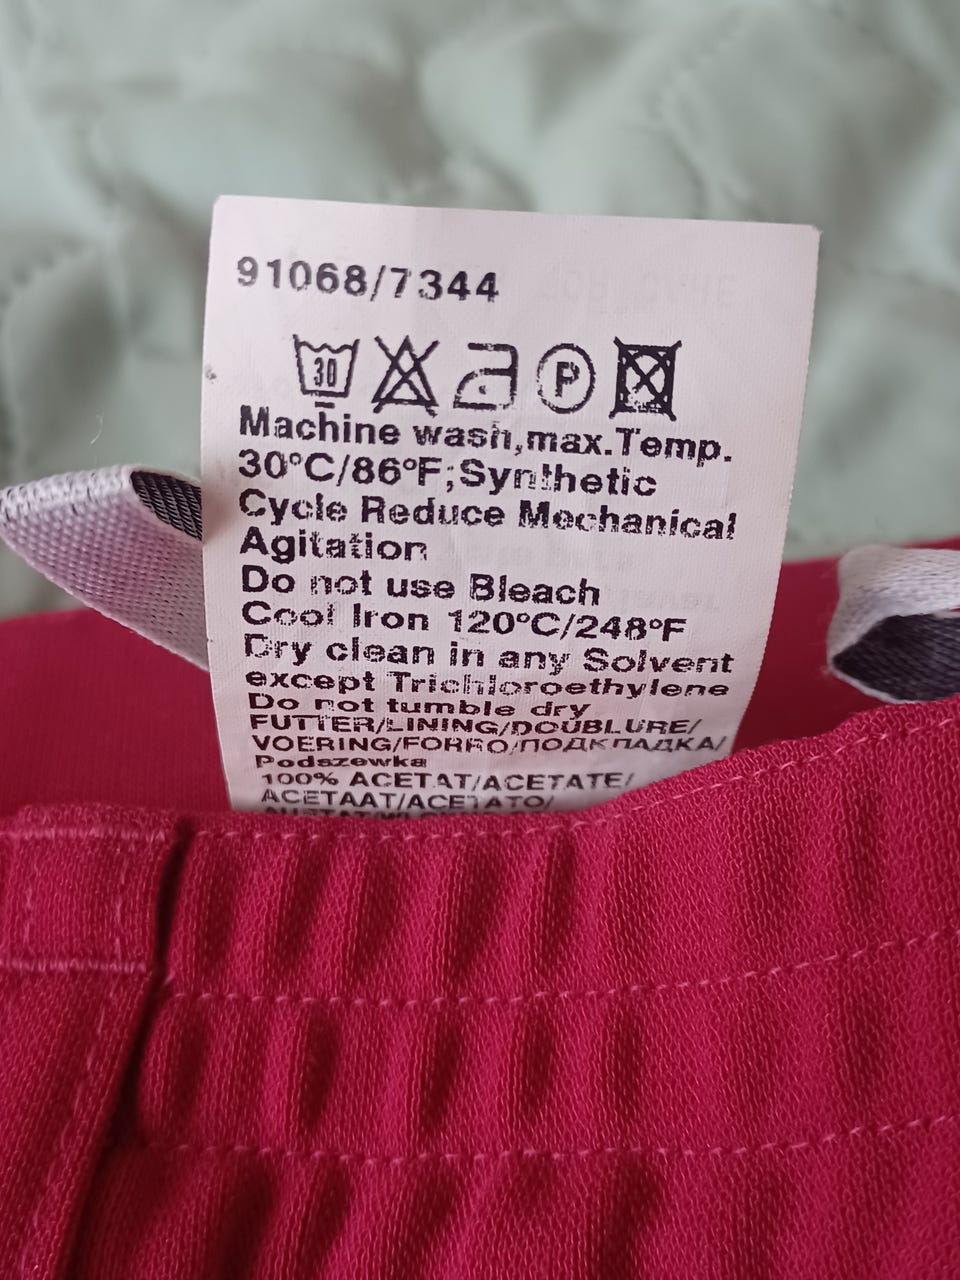 91068/7344
30 P
Machine wash,max.Temp.
30°C/86°F;Synthetic
Cycle Reduce Mechanical
Agitation
Do not use Bleach
Cool Iron 120°C/248°F
Dry clean in any Solvent
except Trichloroethylene
Do not tumble dry
FUTTER/LINING/DOUBLURE/
VOERING/FORRO/ПОДКПАДКА/
Podszewka
100% ACETAT/ACETATE/
ACETAAT/ACETATO/